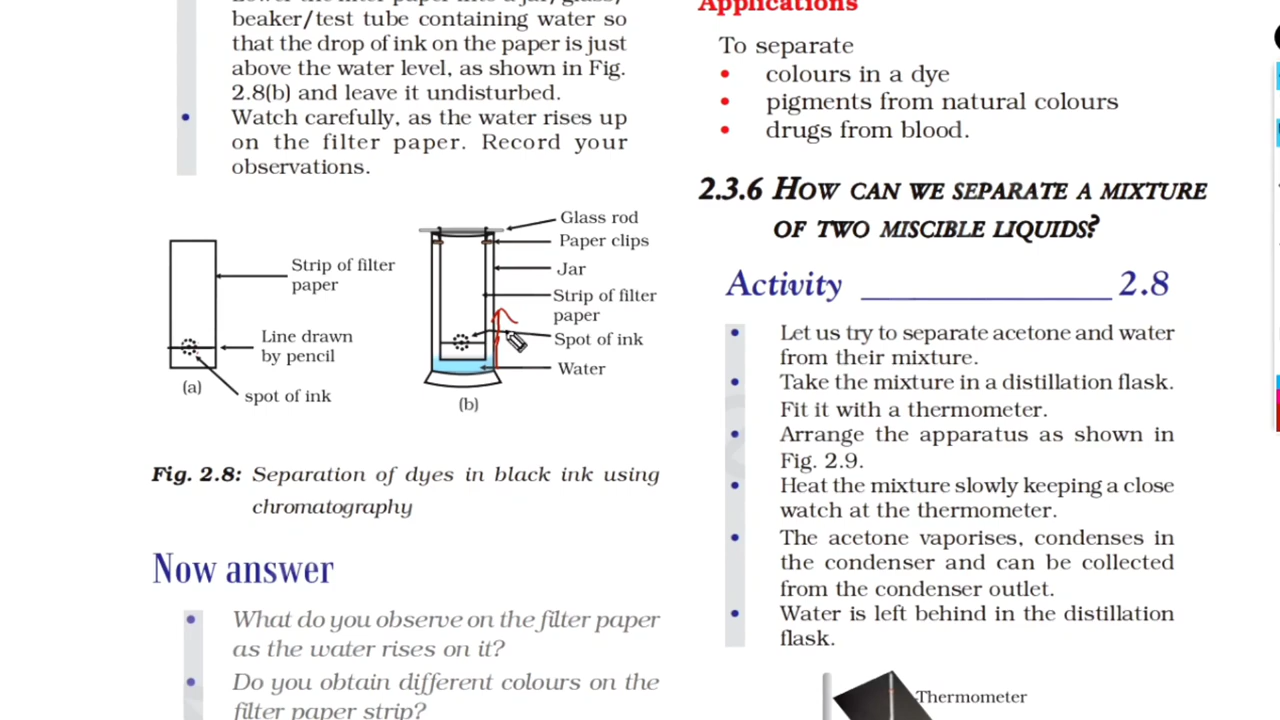 beaker/test tube containing water so
that the drop of ink on the paper is just
above the water level, as shown in Fig.
2.8(b) and leave it undisturbed.
• Watch carefully, as the water rises up
on the filter paper. Record your
observations.
Strip of filter
paper
Line drawn
by pencil
spot of ink
(a)
Glass rod
Paper clips
Jar
Strip of filter
paper
Spot of ink
Water
(b)
Fig. 2.8: Separation of dyes in black ink using
chromatography
Now answer
• What do you observe on the filter paper
as the water rises on it?
• Do you obtain different colours on the
filter paper strip?
Applications
To separate
• colours in a dye
• pigments from natural colours
• drugs from blood.
2.3.6 HOW CAN WE SEPARATE A MIXTURE
OF TWO MISCIBLE LIQUIDS?
Activity ______________ 2.8
• Let us try to separate acetone and water
from their mixture.
• Take the mixture in a distillation flask.
Fit it with a thermometer.
• Arrange the apparatus as shown in
Fig. 2.9.
• Heat the mixture slowly keeping a close
watch at the thermometer.
• The acetone vaporises, condenses in
the condenser and can be collected
from the condenser outlet.
• Water is left behind in the distillation
flask.
Thermometer